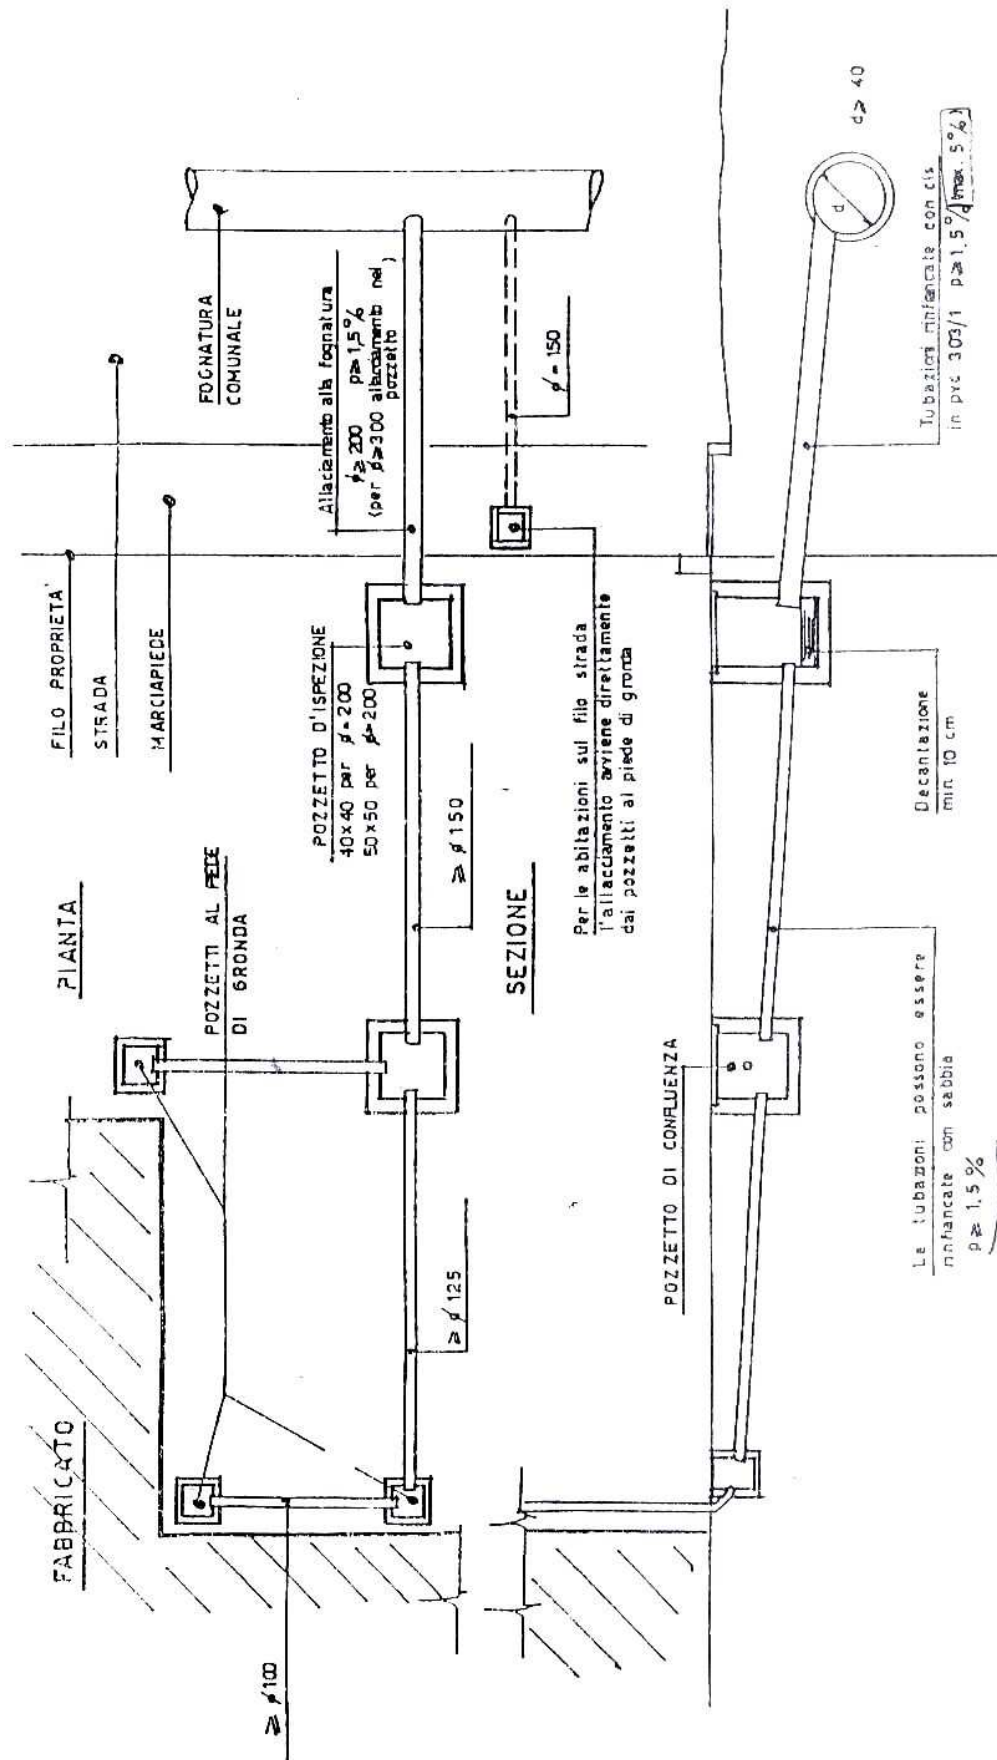 FABBRICATO
PIANTA
FILO PROPRIETA'
STRADA
MARCIAPIEDE
FOGNATURA
COMUNALE
POZZETTI AL PIEDE
DI GRONDA
POZZETTO D'ISPEZIONE
40x40 per ø=200
50x50 per ø=200
Allaciamento alla fognatura
ø≥200 p≥1,5%
(per ø≥300 allacciamento nel
pozzetto)
≥ ø100
≥ ø125
≥ ø150
ø=150
SEZIONE
Per le abitazioni sul filo strada
l'allacciamento avviene direttamente
dai pozzetti al piede di gronda
POZZETTO DI CONFLUENZA
d
d≥40
Le tubazioni possono essere
rinfiancate con sabbia
p≥1.5%
Decantazione
min. 10 cm
Tubazioni rinfiancate con cls
in pvc 303/1 p≥1.5% (max. 5%)